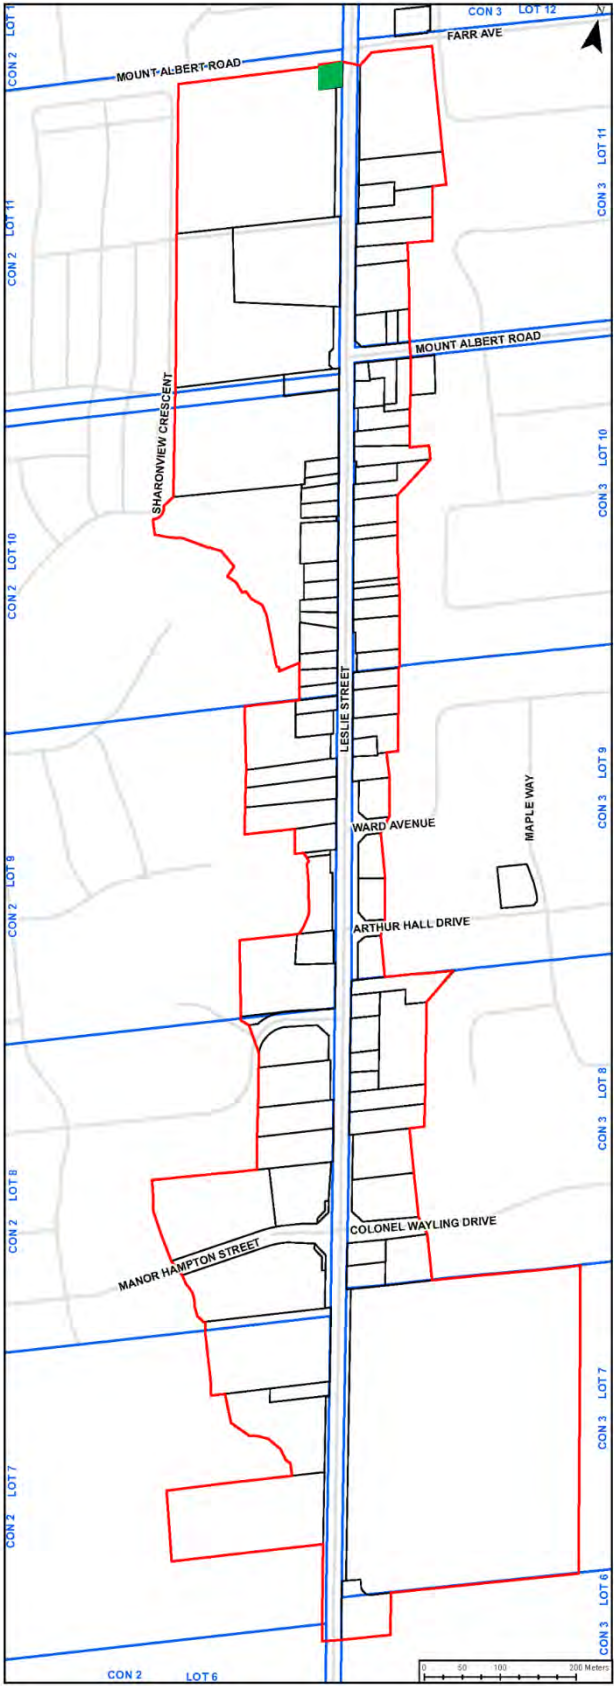 CON 3 LOT 12
N
FARR AVE
CON 2 LOT 1
MOUNT ALBERT ROAD
CON 3 LOT 11
CON 2 LOT 11
MOUNT ALBERT ROAD
SHARONVIEW CRESCENT
CON 3 LOT 10
CON 2 LOT 10
LESLIE STREET
CON 3 LOT 9
MAPLE WAY
WARD AVENUE
CON 2 LOT 9
ARTHUR HALL DRIVE
CON 3 LOT 8
CON 2 LOT 8
COLONEL WAYLING DRIVE
MANOR HAMPTON STREET
CON 3 LOT 7
CON 2 LOT 7
CON 3 LOT 6
CON 2 LOT 6
0 50 100 200 Meters